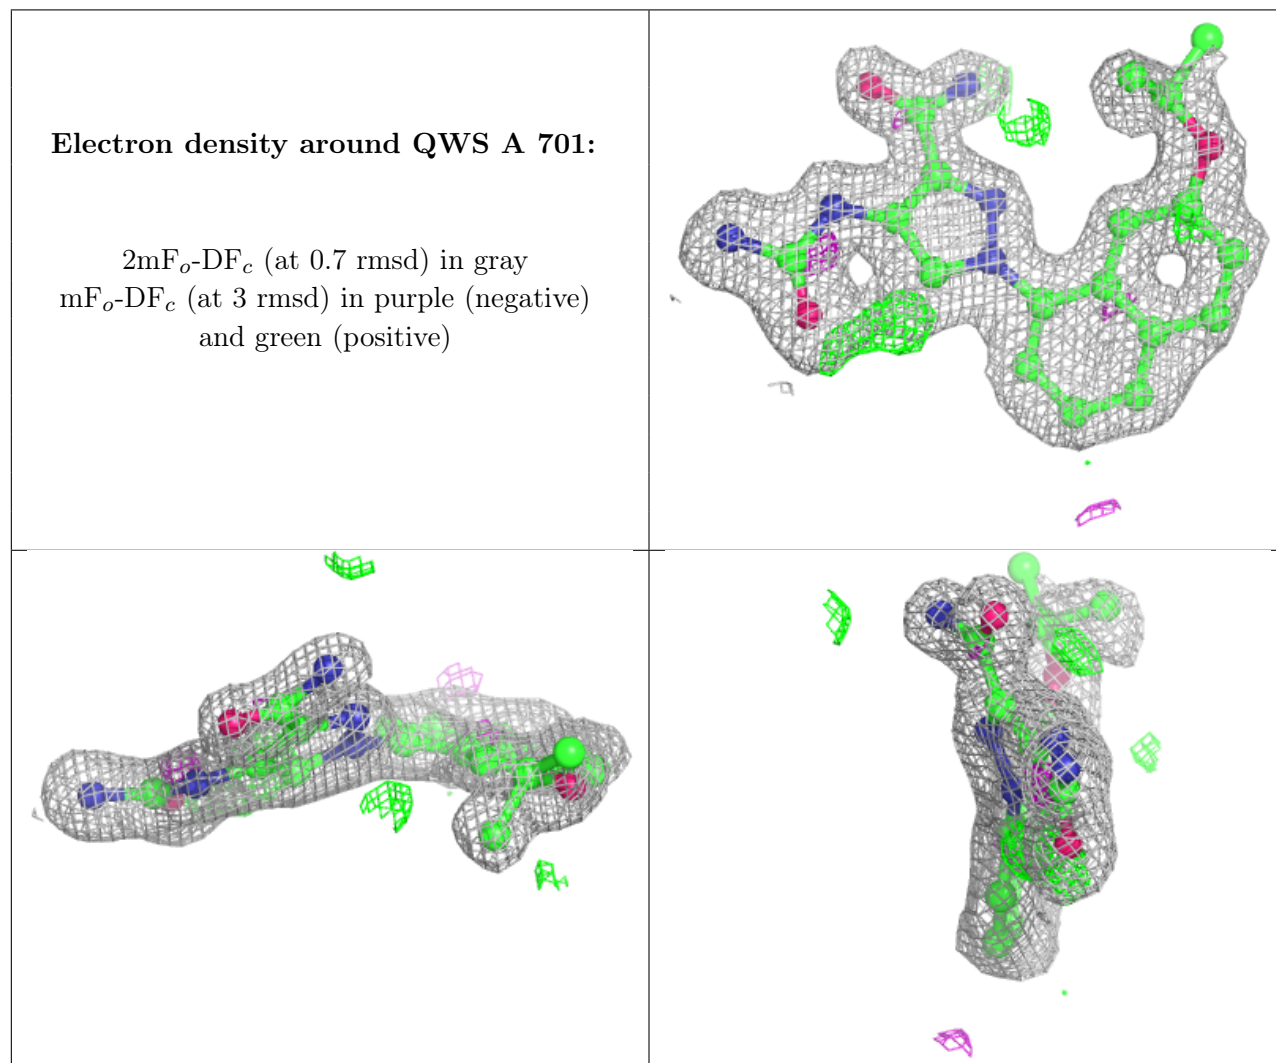 Electron density around QWS A 701:
2mFₒ-DF𝒸 (at 0.7 rmsd) in gray
mFₒ-DF𝒸 (at 3 rmsd) in purple (negative)
and green (positive)